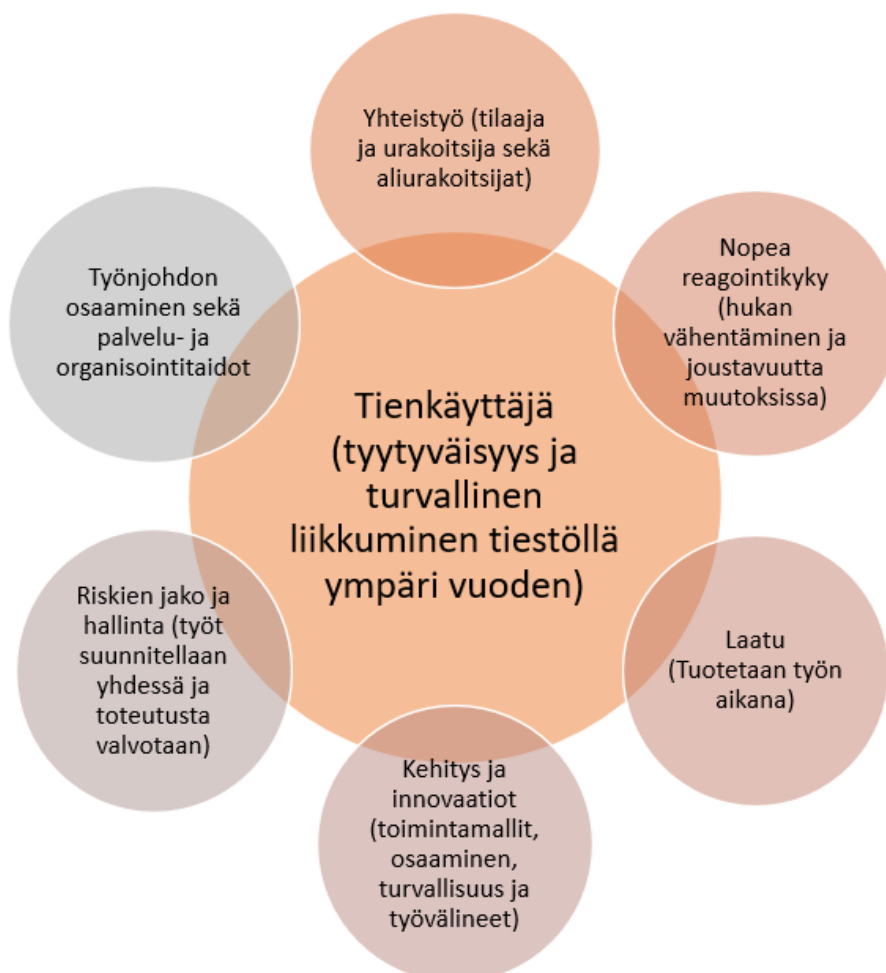 Yhteistyö (tilaaja
ja urakoitsija sekä
aliurakoitsijat)
Nopea
reagointikyky
(hukan
vähentäminen ja
joustavuutta
muutoksissa)
Laatu
(Tuotetaan työn
aikana)
Kehitys ja
innovaatiot
(toimintamallit,
osaaminen,
turvallisuus ja
työvälineet)
Riskien jako ja
hallinta (työt
suunnitellaan
yhdessä ja
toteutusta
valvotaan)
Työnjohdon
osaaminen sekä
palvelu- ja
organisointitaidot
Tienkäyttäjä
(tyytyväisyys ja
turvallinen
liikkuminen tiestöllä
ympäri vuoden)